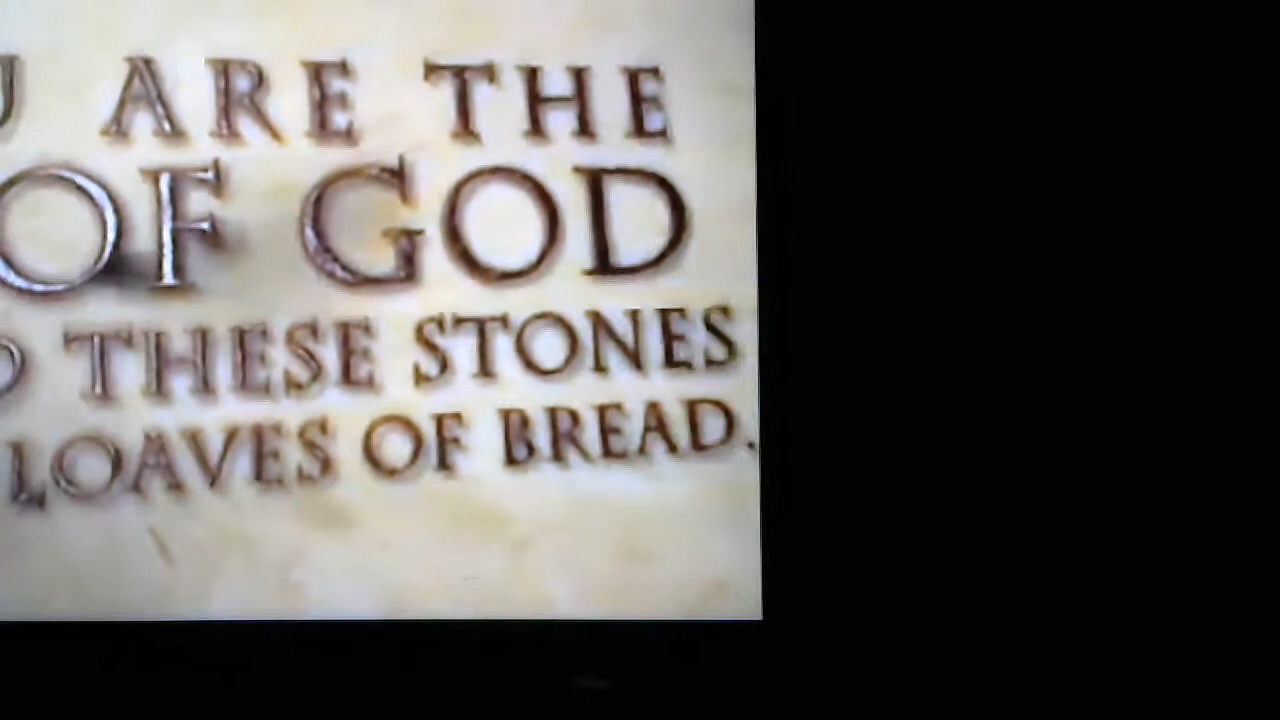 ARE THE
OF GOD
THESE STONES
LOAVES OF BREAD.